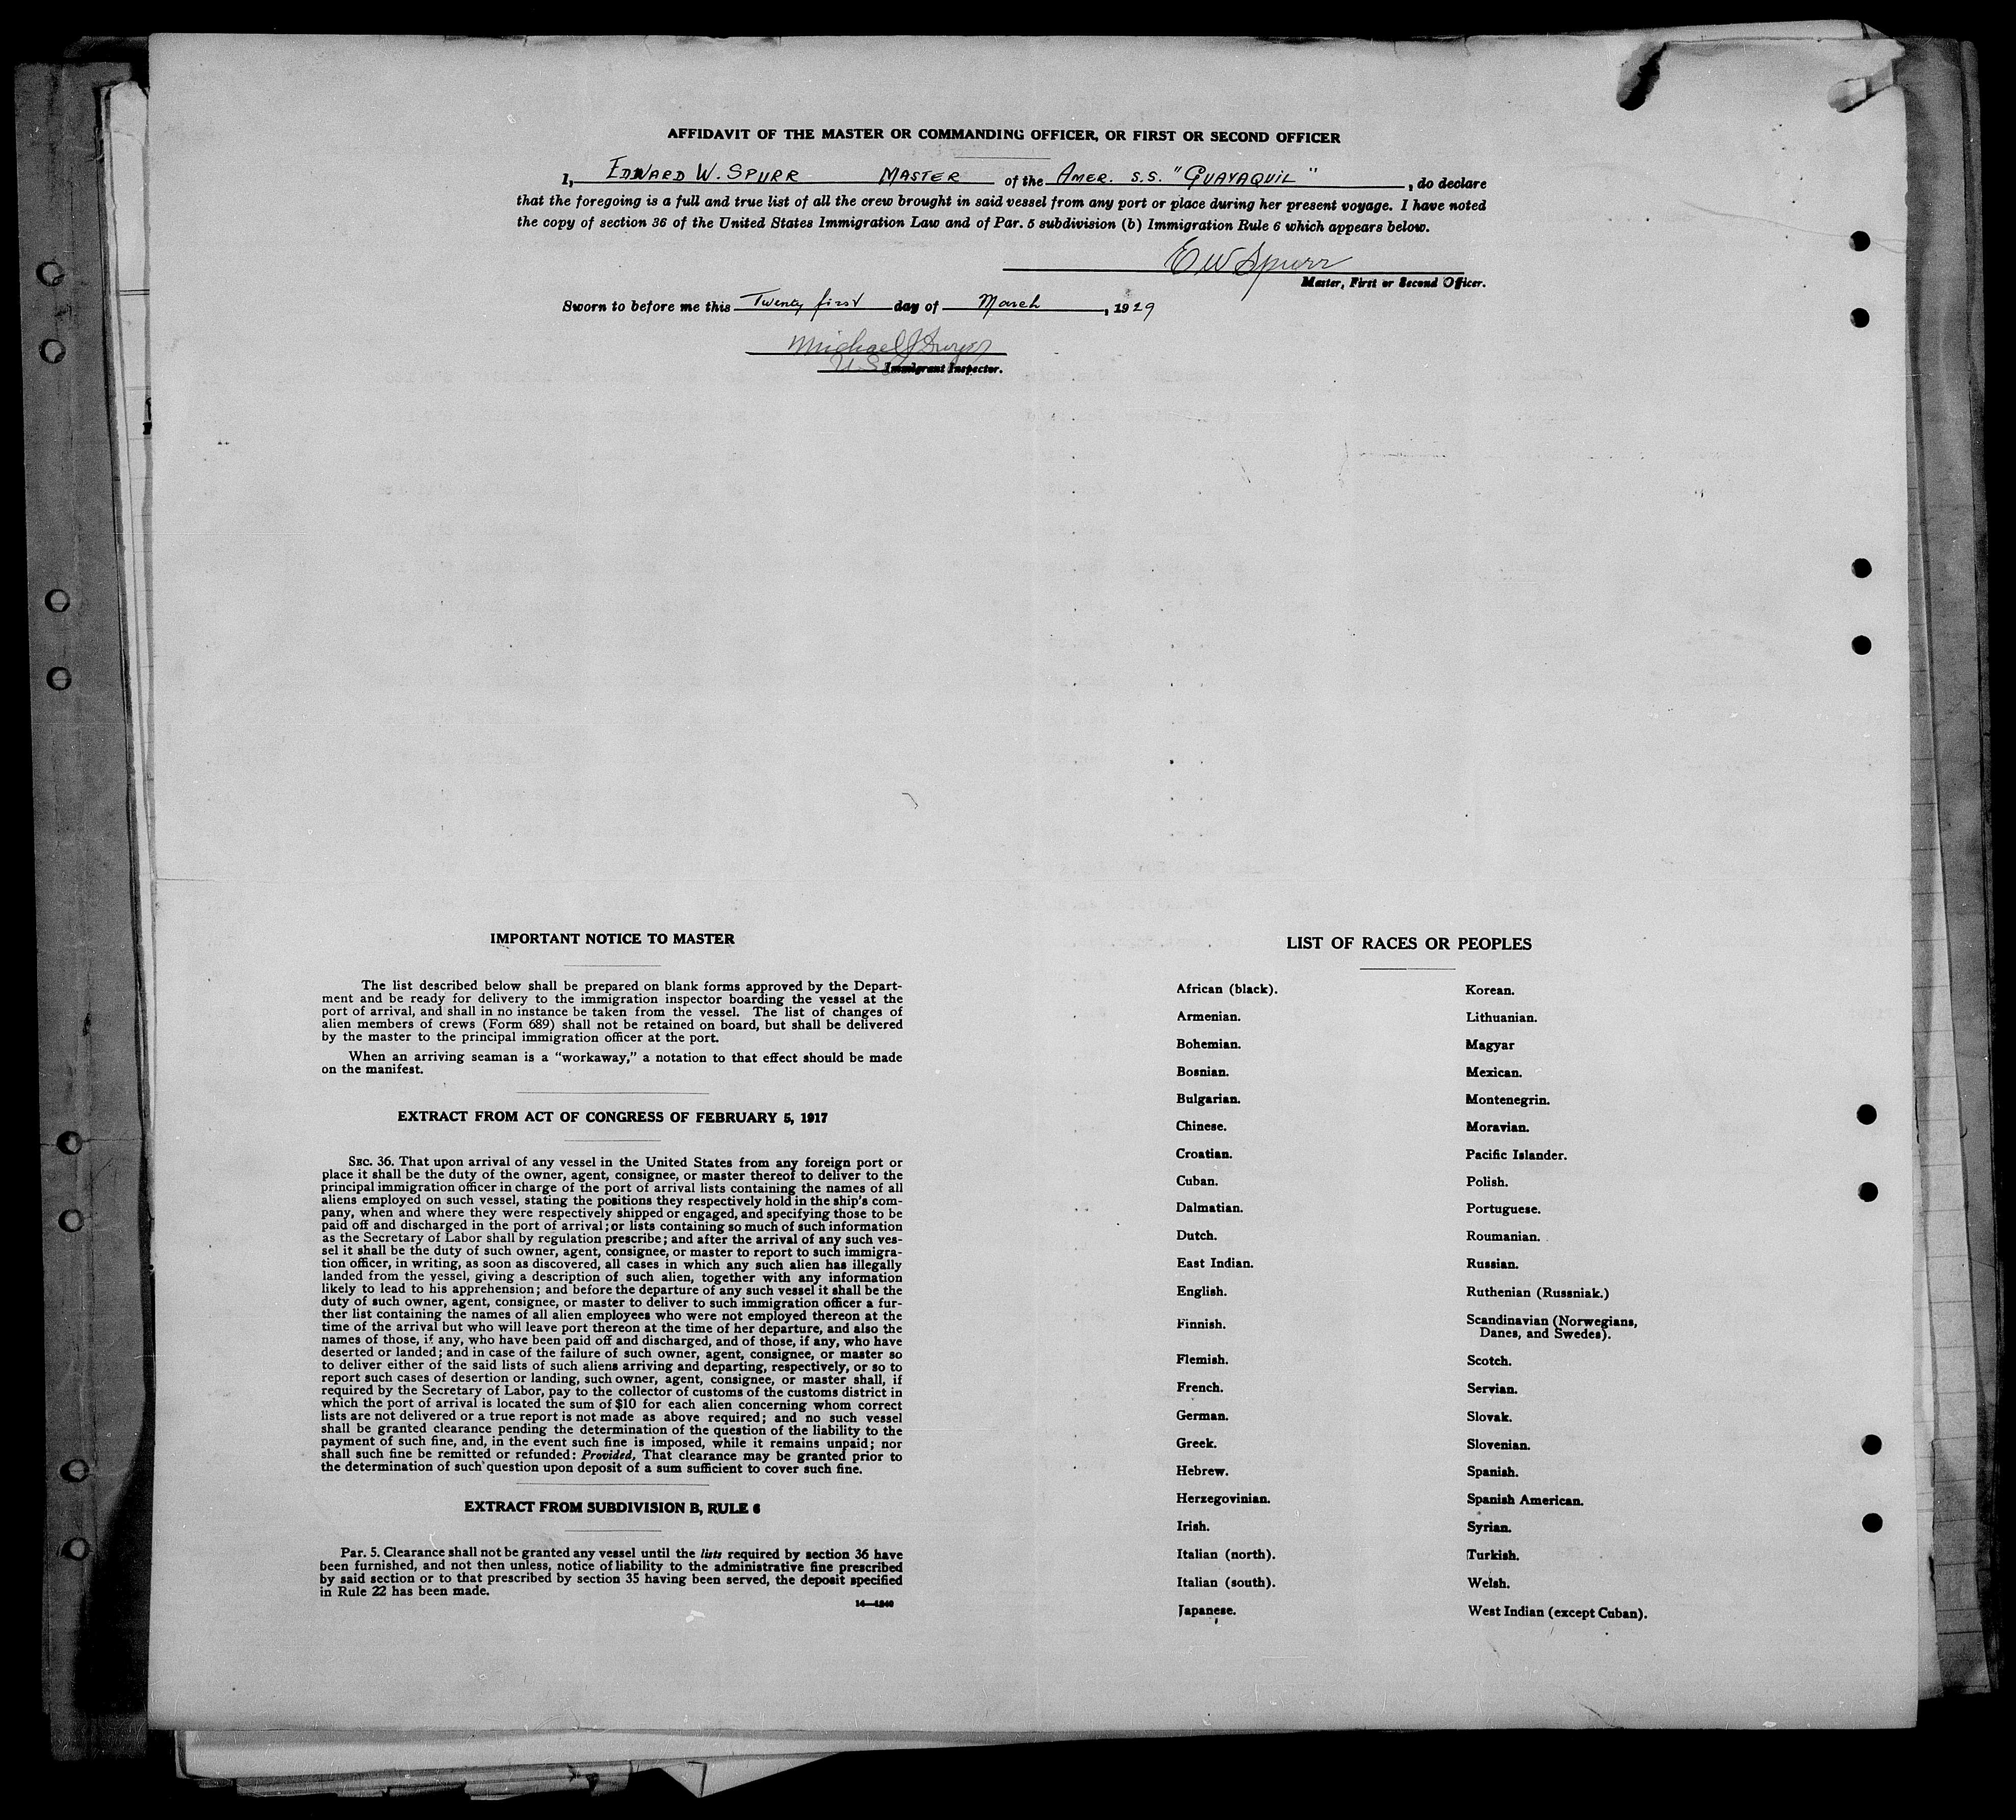 AFFIDAVIT OF THE MASTER OR COMMANDING OFFICER, OR FIRST OR SECOND OFFICER
I, EDWARD W. SPURR MASTER of the AMER. S.S. "GUAYAQUIL", do declare
that the foregoing is a full and true list of all the crew brought in said vessel from any port or place during her present voyage. I have noted
the copy of section 36 of the United States Immigration Law and of Par. 5 subdivision (b) Immigration Rule 6 which appears below.
E W Spurr
Master, First or Second Officer.
Sworn to before me this Twenty first day of March, 1929
Michael J
U.S. Immigrant Inspector.
IMPORTANT NOTICE TO MASTER
The list described below shall be prepared on blank forms approved by the Depart-
ment and be ready for delivery to the immigration inspector boarding the vessel at the
port of arrival, and shall in no instance be taken from the vessel. The list of changes of
alien members of crews (Form 689) shall not be retained on board, but shall be delivered
by the master to the principal immigration officer at the port.
When an arriving seaman is a "workaway," a notation to that effect should be made
on the manifest.
EXTRACT FROM ACT OF CONGRESS OF FEBRUARY 5, 1917
SEC. 36. That upon arrival of any vessel in the United States from any foreign port or
place it shall be the duty of the owner, agent, consignee, or master thereof to deliver to the
principal immigration officer in charge of the port of arrival lists containing the names of all
aliens employed on such vessel, stating the positions they respectively hold in the ship's com-
pany, when and where they were respectively shipped or engaged, and specifying those to be
paid off and discharged in the port of arrival; or lists containing so much of such information
as the Secretary of Labor shall by regulation prescribe; and after the arrival of any such ves-
sel it shall be the duty of such owner, agent, consignee, or master to report to such immigra-
tion officer, in writing, as soon as discovered, all cases in which any such alien has illegally
landed from the vessel, giving a description of such alien, together with any information
likely to lead to his apprehension; and before the departure of any such vessel it shall be the
duty of such owner, agent, consignee, or master to deliver to such immigration officer a fur-
ther list containing the names of all alien employees who were not employed thereon at the
time of the arrival but who will leave port thereon at the time of her departure, and also the
names of those, if any, who have been paid off and discharged, and of those, if any, who have
deserted or landed; and in case of the failure of such owner, agent, consignee, or master so
to deliver either of the said lists of such aliens arriving and departing, respectively, or so to
report such cases of desertion or landing, such owner, agent, consignee, or master shall, if
required by the Secretary of Labor, pay to the collector of customs of the customs district in
which the port of arrival is located the sum of $10 for each alien concerning whom correct
lists are not delivered or a true report is not made as above required; and no such vessel
shall be granted clearance pending the determination of the question of the liability to the
payment of such fine, and, in the event such fine is imposed, while it remains unpaid; nor
shall such fine be remitted or refunded: Provided, That clearance may be granted prior to
the determination of such question upon deposit of a sum sufficient to cover such fine.
EXTRACT FROM SUBDIVISION B, RULE 6
Par. 5. Clearance shall not be granted any vessel until the lists required by section 36 have
been furnished, and not then unless, notice of liability to the administrative fine prescribed
by said section or to that prescribed by section 35 having been served, the deposit specified
in Rule 22 has been made.
14—1240
LIST OF RACES OR PEOPLES
African (black).
Armenian.
Bohemian.
Bosnian.
Bulgarian.
Chinese.
Croatian.
Cuban.
Dalmatian.
Dutch.
East Indian.
English.
Finnish.
Flemish.
French.
German.
Greek.
Hebrew.
Herzegovinian.
Irish.
Italian (north).
Italian (south).
Japanese.
Korean.
Lithuanian.
Magyar
Mexican.
Montenegrin.
Moravian.
Pacific Islander.
Polish.
Portuguese.
Roumanian.
Russian.
Ruthenian (Russniak.)
Scandinavian (Norwegians,
Danes, and Swedes).
Scotch.
Servian.
Slovak.
Slovenian.
Spanish.
Spanish American.
Syrian.
Turkish.
Welsh.
West Indian (except Cuban).